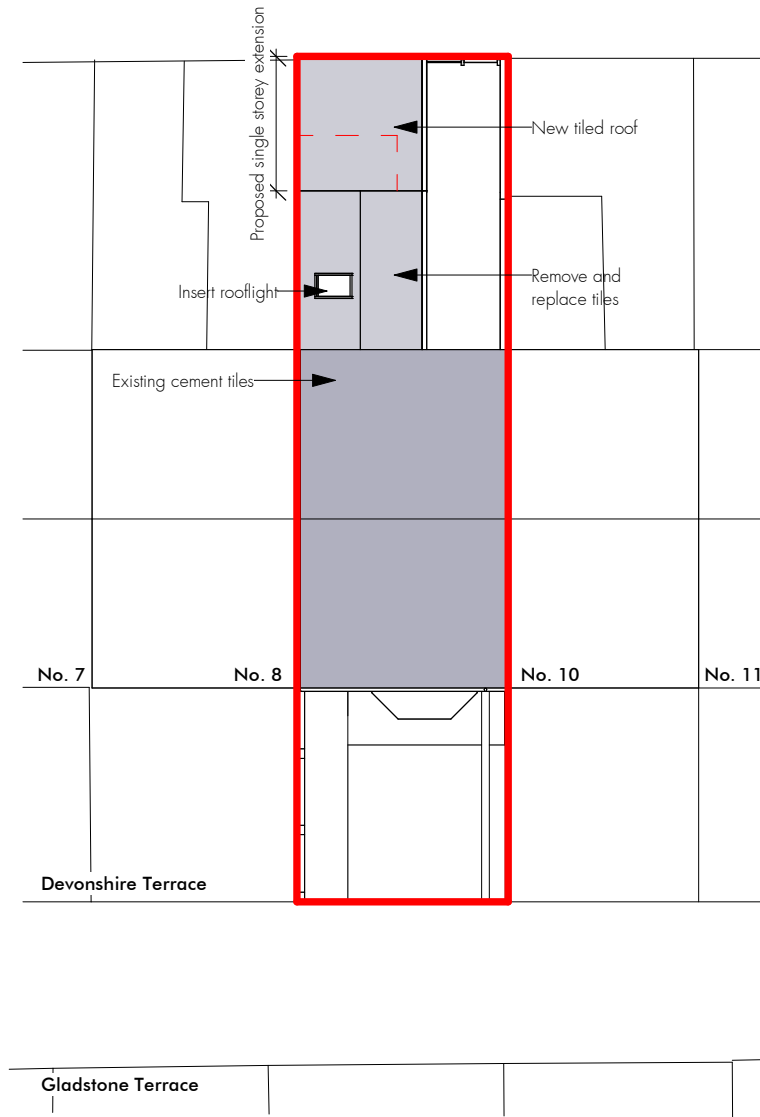 Proposed single storey extension
New tiled roof
Insert rooflight
Remove and
replace tiles
Existing cement tiles
No. 7
No. 8
No. 10
No. 11
Devonshire Terrace
Gladstone Terrace